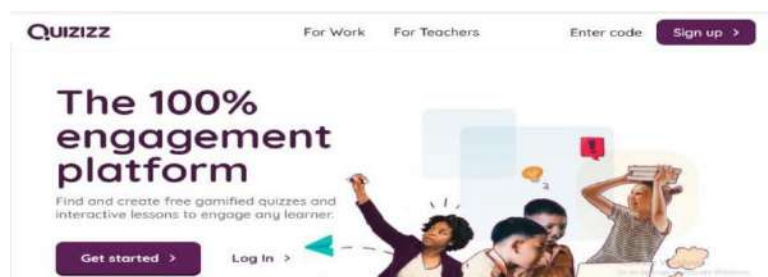 QUIZIZZ For Work For Teachers Enter code Sign up >
The 100%
engagement
platform
Find and create free gamified quizzes and
interactive lessons to engage any learner.
Get started > Log In >